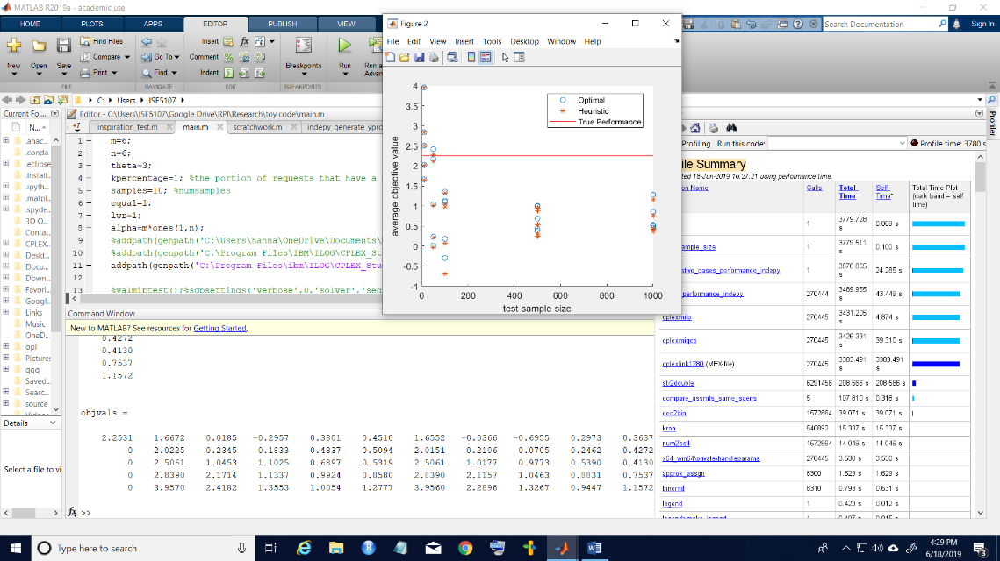 MATLAB R2019a - academic use
HOME PLOTS APPS EDITOR PUBLISH VIEW
Search Documentation
Sign In
New Open Save
Find Files
Compare
Print
Go To
Find
Insert
Comment
Indent
Breakpoints
Run
Run a
Advan
FILE NAVIGATE EDIT BREAKPOINTS
C: Users ISE5107
Current Fol...
N...
.anac...
.conda
.eclipse
.Install...
.ipyth...
.matpl...
.spyde...
3D O...
Conta...
CPLEX...
Deskt...
Docu...
Down...
Favori...
Googl...
Links
Music
OneD...
opl
Pictures
qqq
Saved...
Searc...
source
Details
Select a file to vi
Editor - C:\Users\ISE5107\Google Drive\RPI\Research\toy code\main.m
+7 inspiration_test.m main.m scratchwork.m indepy_generate_ypro
1 m=6;
2 n=6;
3 theta=3;
4 kpercentage=1; %the portion of requests that have a
5 samples=10; %numsamples
6 equal=1;
7 lwr=1;
8 alpha=m*ones(1,n);
9 %addpath(genpath('C:\Users\hanna\OneDrive\Documents\
10 %addpath(genpath('C:\Program Files\IBM\ILOG\CPLEX_Stu
11 addpath(genpath('C:\Program Files\ibm\ILOG\CPLEX_Stu
12
13 %yalmiptest();%sdpsettings('verbose',0,'solver','sed
Command Window
New to MATLAB? See resources for Getting Started.
0.4272
0.4130
0.7537
1.1572
objvals =
2.2531 1.6672 0.0185 -0.2957 0.3801 0.4510 1.6552 -0.0366 -0.6955 0.2973 0.3637
0 2.0225 0.2345 0.1833 0.4337 0.5094 2.0151 0.2106 0.0705 0.2462 0.4272
0 2.5061 1.0453 1.1025 0.6897 0.5319 2.5061 1.0177 0.9773 0.5390 0.4130
0 2.8390 2.1714 1.1337 0.9924 0.8580 2.8390 2.1157 1.0463 0.8831 0.7537
0 3.9570 2.4182 1.3553 1.0054 1.2777 3.9560 2.2896 1.3267 0.9447 1.1572
fx >>
Figure 2
File Edit View Insert Tools Desktop Window Help
4
3.5
3
2.5
2
1.5
1
0.5
0
-0.5
-1
0 200 400 600 800 1000
average objective value
test sample size
Optimal
Heuristic
True Performance
Profiler
Profiling Run this code:
Profile time: 3780 s
ile Summary
ted 18-Jun-2019 16:27:21 using performance time.
on Name Calls Total Time Self Time* Total Time Plot (dark band = self time)
1 3779.728 s 0.009 s
ample_size 1 3779.511 s 0.100 s
stive_cases_performance_indepy 1 3670.865 s 24.285 s
performance_indepy 270444 3489.955 s 43.449 s
cplexmilp 270445 3431.205 s 4.874 s
cplexmiqcp 270445 3426.331 s 39.310 s
cplexlink1280 (MEX-file) 270445 3383.491 s 3383.491 s
str2double 6291456 208.566 s 208.566 s
compare_assmts_same_scens 5 107.810 s 0.318 s
dec2bin 1572864 39.071 s 39.071 s
kron 540892 15.337 s 15.337 s
num2cell 1572864 14.049 s 14.049 s
x64_win64\private\handleparams 270445 3.530 s 3.530 s
approx_assgn 8300 1.629 s 1.629 s
binornd 8310 0.793 s 0.631 s
legend 1 0.423 s 0.012 s
Type here to search
4:29 PM
6/18/2019
3